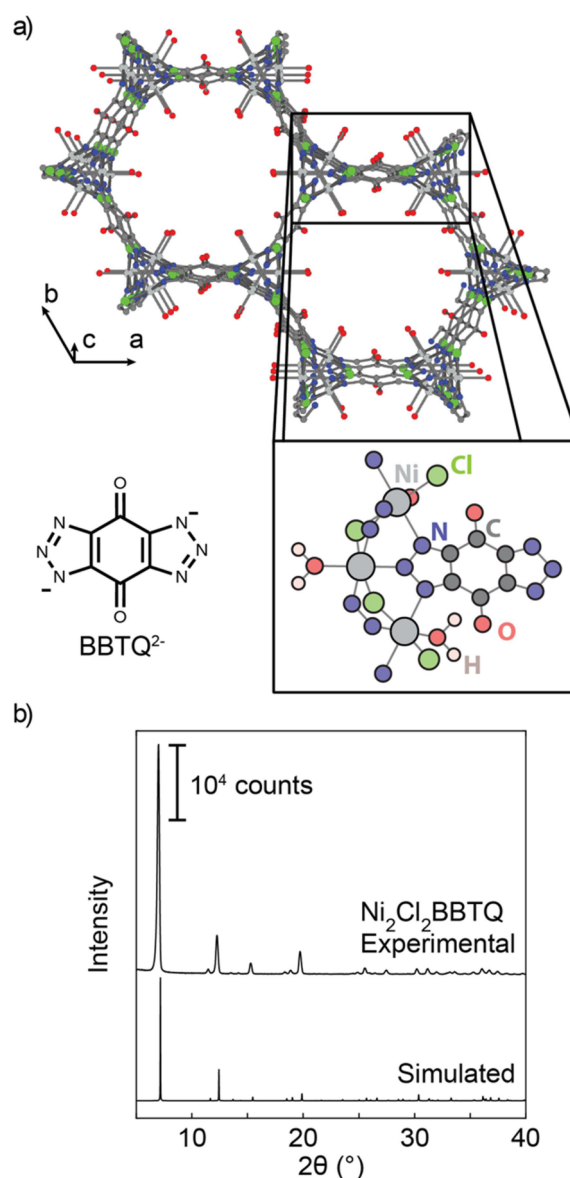 a)
b
c
a
O
N
N
N
N
N
N
O
BBTQ²⁻
Ni
Cl
N
C
O
H
b)
10⁴ counts
Intensity
Ni₂Cl₂BBTQ
Experimental
Simulated
10
20
30
40
2θ (°)